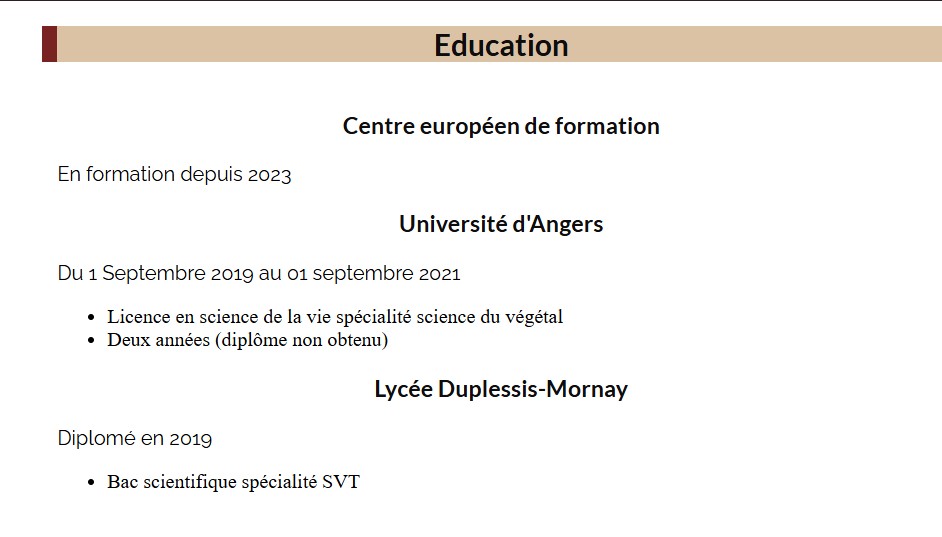 Education
Centre européen de formation
En formation depuis 2023
Université d'Angers
Du 1 Septembre 2019 au 01 septembre 2021
• Licence en science de la vie spécialité science du végétal
• Deux années (diplôme non obtenu)
Lycée Duplessis-Mornay
Diplomé en 2019
• Bac scientifique spécialité SVT